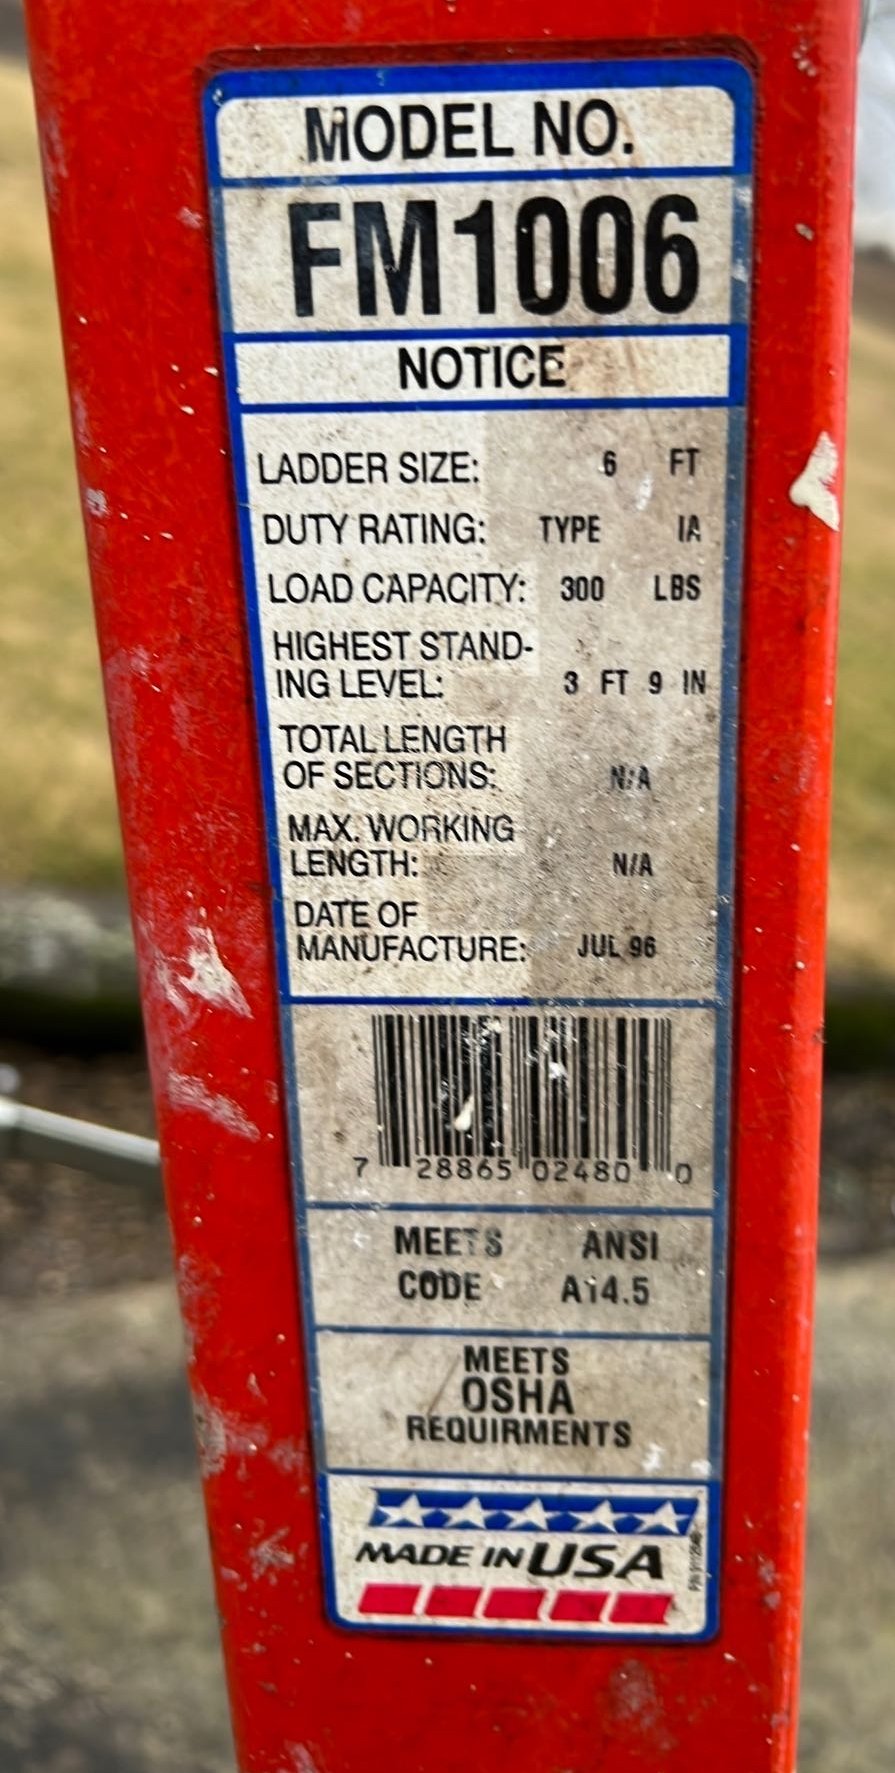 MODEL NO.
FM1006
NOTICE
LADDER SIZE: 6 FT
DUTY RATING: TYPE IA
LOAD CAPACITY: 300 LBS
HIGHEST STAND-
ING LEVEL: 3 FT 9 IN
TOTAL LENGTH
OF SECTIONS: N/A
MAX. WORKING
LENGTH: N/A
DATE OF
MANUFACTURE: JUL 96
7 28865 02480 0
MEETS ANSI
CODE A14.5
MEETS
OSHA
REQUIRMENTS
MADE IN USA